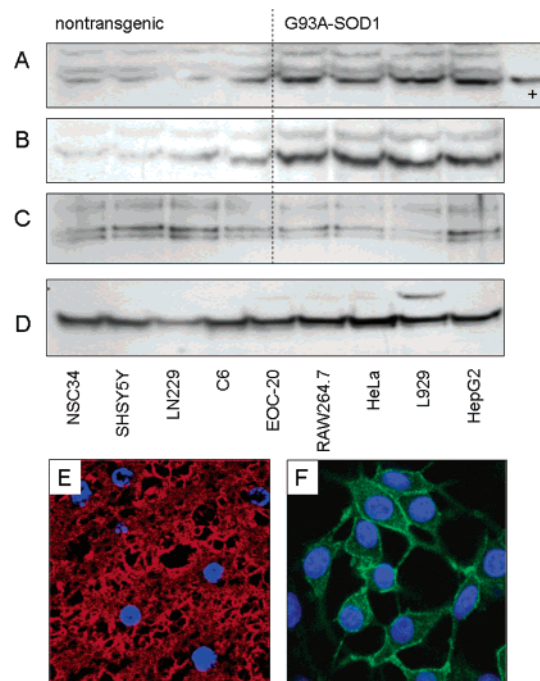 nontransgenic G93A-SOD1
A
+
B
C
D
NSC34 SHSY5Y LN229 C6 EOC-20 RAW264.7 HeLa L929 HepG2
E F